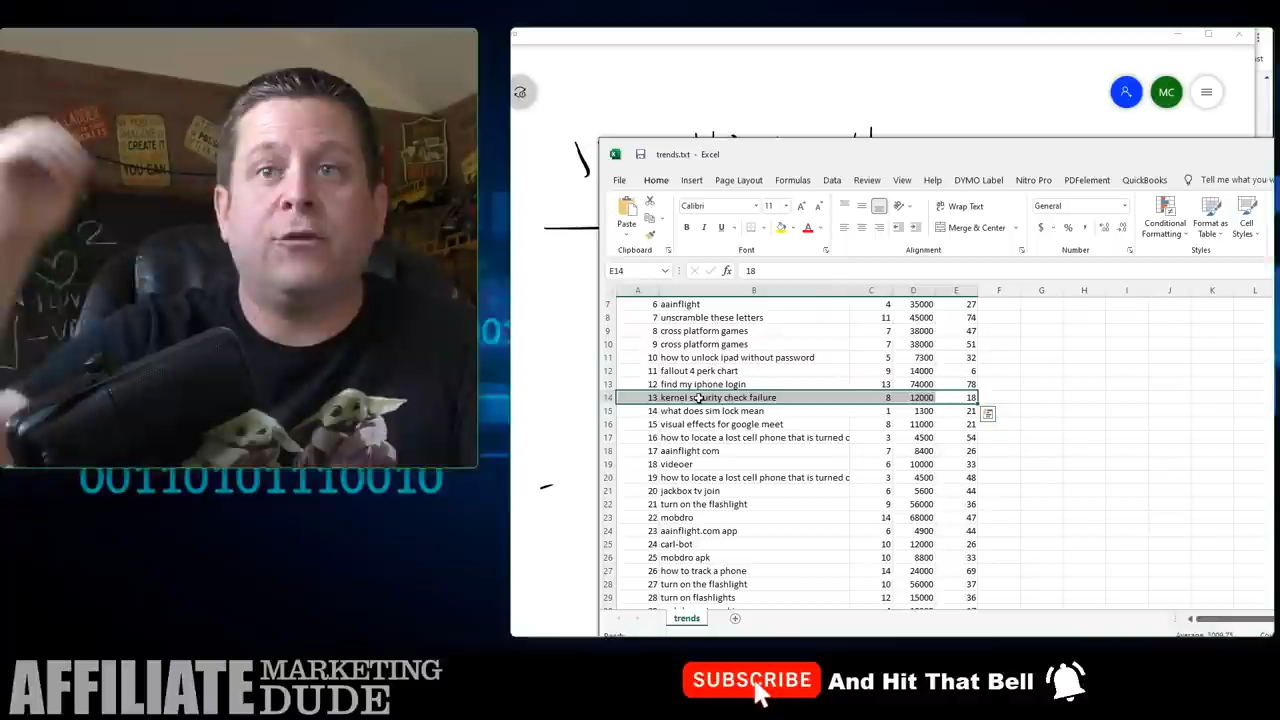 LADDER
IMAGINE
CREATE
IT
YOU
CAN
2
I LUV
MC
trends.txt - Excel
File Home Insert Page Layout Formulas Data Review View Help DYMO Label Nitro Pro PDFelement QuickBooks Tell me what you w
Calibri 11 A A Wrap Text General
Paste B I U A Merge & Center $ % Conditional Formatting Format as Table Cell Styles
Clipboard Font Alignment Number Styles
E14 fx 18
A B C D E F G H I J K L
7 6 aainflight 4 35000 27
8 7 unscramble these letters 11 45000 74
9 8 cross platform games 7 38000 47
10 9 cross platform games 7 38000 51
11 10 how to unlock ipad without password 5 7300 32
12 11 fallout 4 perk chart 9 14000 6
13 12 find my iphone login 13 74000 78
14 13 kernel security check failure 8 12000 18
15 14 what does sim lock mean 1 1300 21
16 15 visual effects for google meet 8 11000 21
17 16 how to locate a lost cell phone that is turned o 3 4500 54
18 17 aainflight com 7 8400 26
19 18 videoer 6 10000 33
20 19 how to locate a lost cell phone that is turned o 3 4500 48
21 20 jackbox tv join 6 5600 44
22 21 turn on the flashlight 9 56000 36
23 22 mobdro 14 68000 47
24 23 aainflight.com app 6 4900 44
25 24 carl-bot 10 12000 26
26 25 mobdro apk 10 8800 33
27 26 how to track a phone 14 24000 69
28 27 turn on the flashlight 10 56000 37
29 28 turn on flashlights 12 15000 36
trends
00110101110010
AFFILIATE MARKETING DUDE
SUBSCRIBE And Hit That Bell